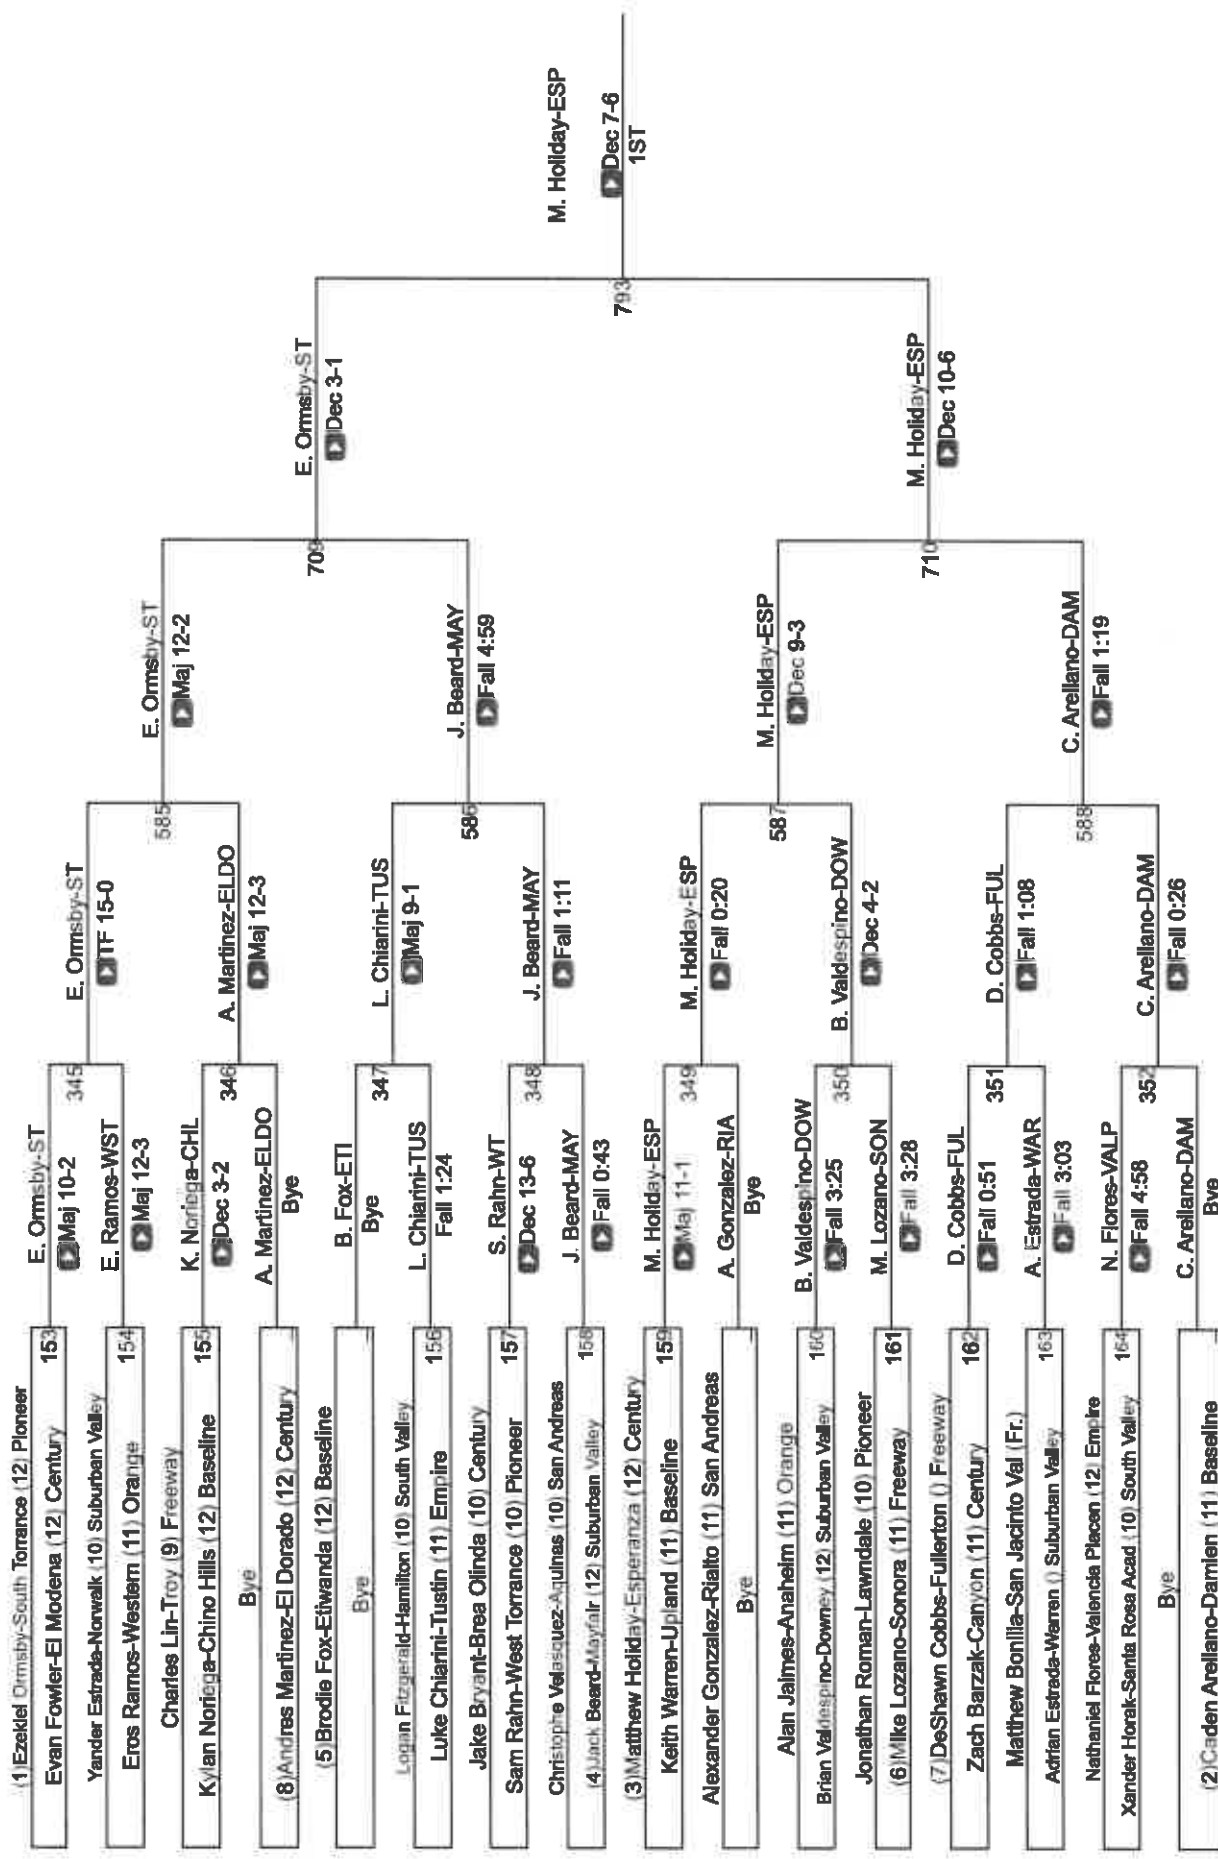 (1)Ezekiel Ormsby-South Torrance (12) Pioneer
Evan Fowler-El Modena (12) Century
153
Yander Estrada-Norwalk (10) Suburban Valley
Eros Ramos-Western (11) Orange
154
Charles Lin-Troy (9) Freeway
Kylan Noriega-Chino Hills (12) Baseline
155
Bye
(8)Andres Martinez-El Dorado (12) Century
(5)Brodie Fox-Etiwanda (12) Baseline
Bye
Logan Fitzgerald-Hamilton (10) South Valley
Luke Chiarini-Tustin (11) Empire
156
Jake Bryant-Brea Olinda (10) Century
Sam Rahn-West Torrance (10) Pioneer
157
Christophe Velasquez-Aquinas (10) San Andreas
(4)Jack Beard-Mayfair (12) Suburban Valley
158
(3)Matthew Holiday-Esperanza (12) Century
Keith Warren-Upland (11) Baseline
159
Alexander Gonzalez-Rialto (11) San Andreas
Bye
Alan Jaimes-Anaheim (11) Orange
Brian Valdespino-Downey (12) Suburban Valley
160
Jonathan Roman-Lawndale (10) Pioneer
(6)Mike Lozano-Sonora (11) Freeway
161
(7)DeShawn Cobbs-Fullerton () Freeway
Zach Barzak-Canyon (11) Century
162
Matthew Bonilla-San Jacinto Val (Fr.)
Adrian Estrada-Warren () Suburban Valley
163
Nathaniel Flores-Valencia Placen (12) Empire
Xander Horak-Santa Rosa Acad (10) South Valley
164
Bye
(2)Caden Arellano-Damien (11) Baseline
E. Ormsby-ST
Maj 10-2
345
E. Ramos-WST
Maj 12-3
K. Noriega-CHL
Dec 3-2
346
A. Martinez-ELDO
Bye
B. Fox-ETI
Bye
347
L. Chiarini-TUS
Fall 1:24
S. Rahn-WT
Dec 13-6
348
J. Beard-MAY
Fall 0:43
M. Holiday-ESP
Maj 11-1
349
A. Gonzalez-RIA
Bye
B. Valdespino-DOW
Fall 3:25
350
M. Lozano-SON
Fall 3:28
D. Cobbs-FUL
Fall 0:51
351
A. Estrada-WAR
Fall 3:03
N. Flores-VALP
Fall 4:58
352
C. Arellano-DAM
Bye
E. Ormsby-ST
TF 15-0
585
A. Martinez-ELDO
Maj 12-3
L. Chiarini-TUS
Maj 9-1
586
J. Beard-MAY
Fall 1:11
M. Holiday-ESP
Fall 0:20
587
B. Valdespino-DOW
Dec 4-2
D. Cobbs-FUL
Fall 1:08
588
C. Arellano-DAM
Fall 0:26
E. Ormsby-ST
Maj 12-2
709
J. Beard-MAY
Fall 4:59
M. Holiday-ESP
Dec 9-3
710
C. Arellano-DAM
Fall 1:19
E. Ormsby-ST
Dec 3-1
793
M. Holiday-ESP
Dec 10-6
M. Holiday-ESP
Dec 7-6
1ST